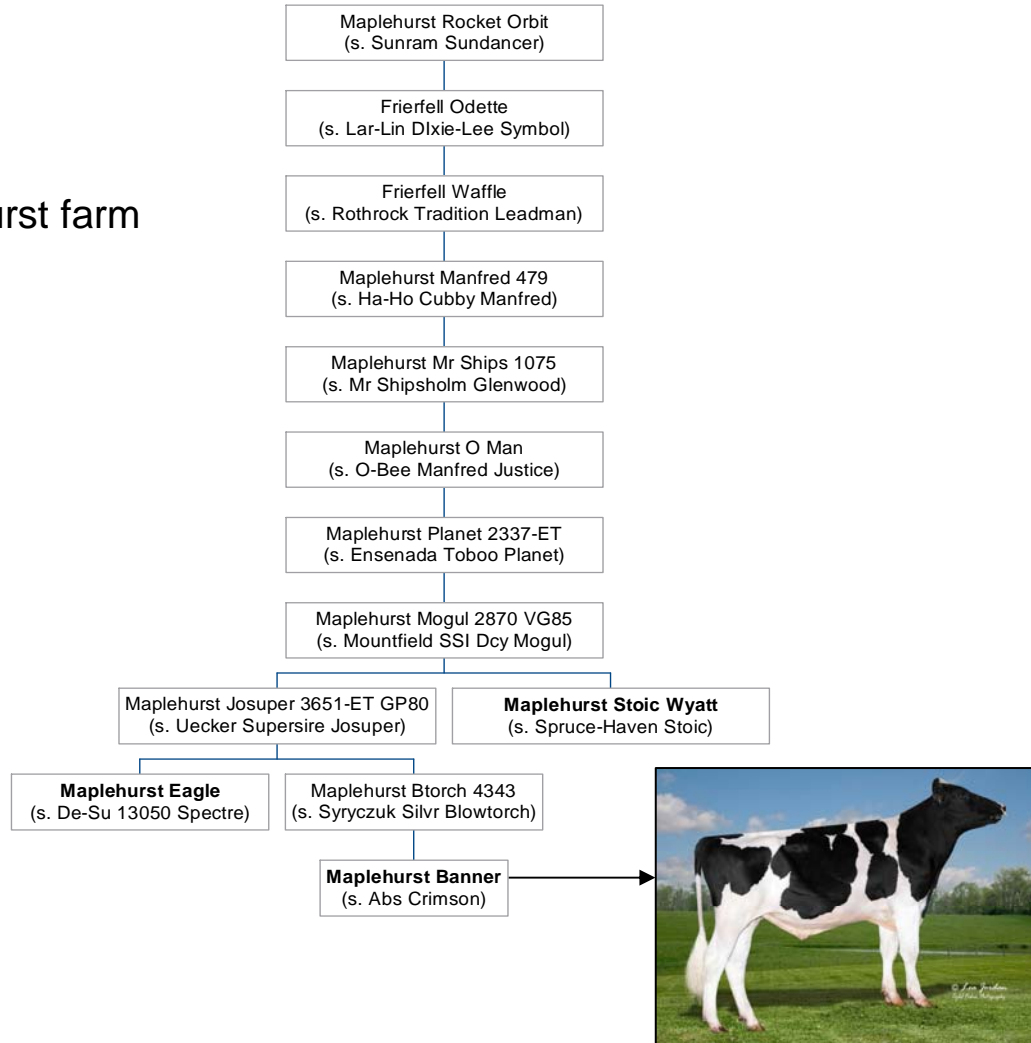 Maplehurst Rocket Orbit
(s. Sunram Sundancer)
Frierfell Odette
(s. Lar-Lin DIxie-Lee Symbol)
Frierfell Waffle
(s. Rothrock Tradition Leadman)
urst farm
Maplehurst Manfred 479
(s. Ha-Ho Cubby Manfred)
Maplehurst Mr Ships 1075
(s. Mr Shipsholm Glenwood)
Maplehurst O Man
(s. O-Bee Manfred Justice)
Maplehurst Planet 2337-ET
(s. Ensenada Toboo Planet)
Maplehurst Mogul 2870 VG85
(s. Mountfield SSI Dcy Mogul)
Maplehurst Josuper 3651-ET GP80
(s. Uecker Supersire Josuper)
Maplehurst Stoic Wyatt
(s. Spruce-Haven Stoic)
Maplehurst Eagle
(s. De-Su 13050 Spectre)
Maplehurst Btorch 4343
(s. Syryczuk Silvr Blowtorch)
Maplehurst Banner
(s. Abs Crimson)
© Lea Jordan